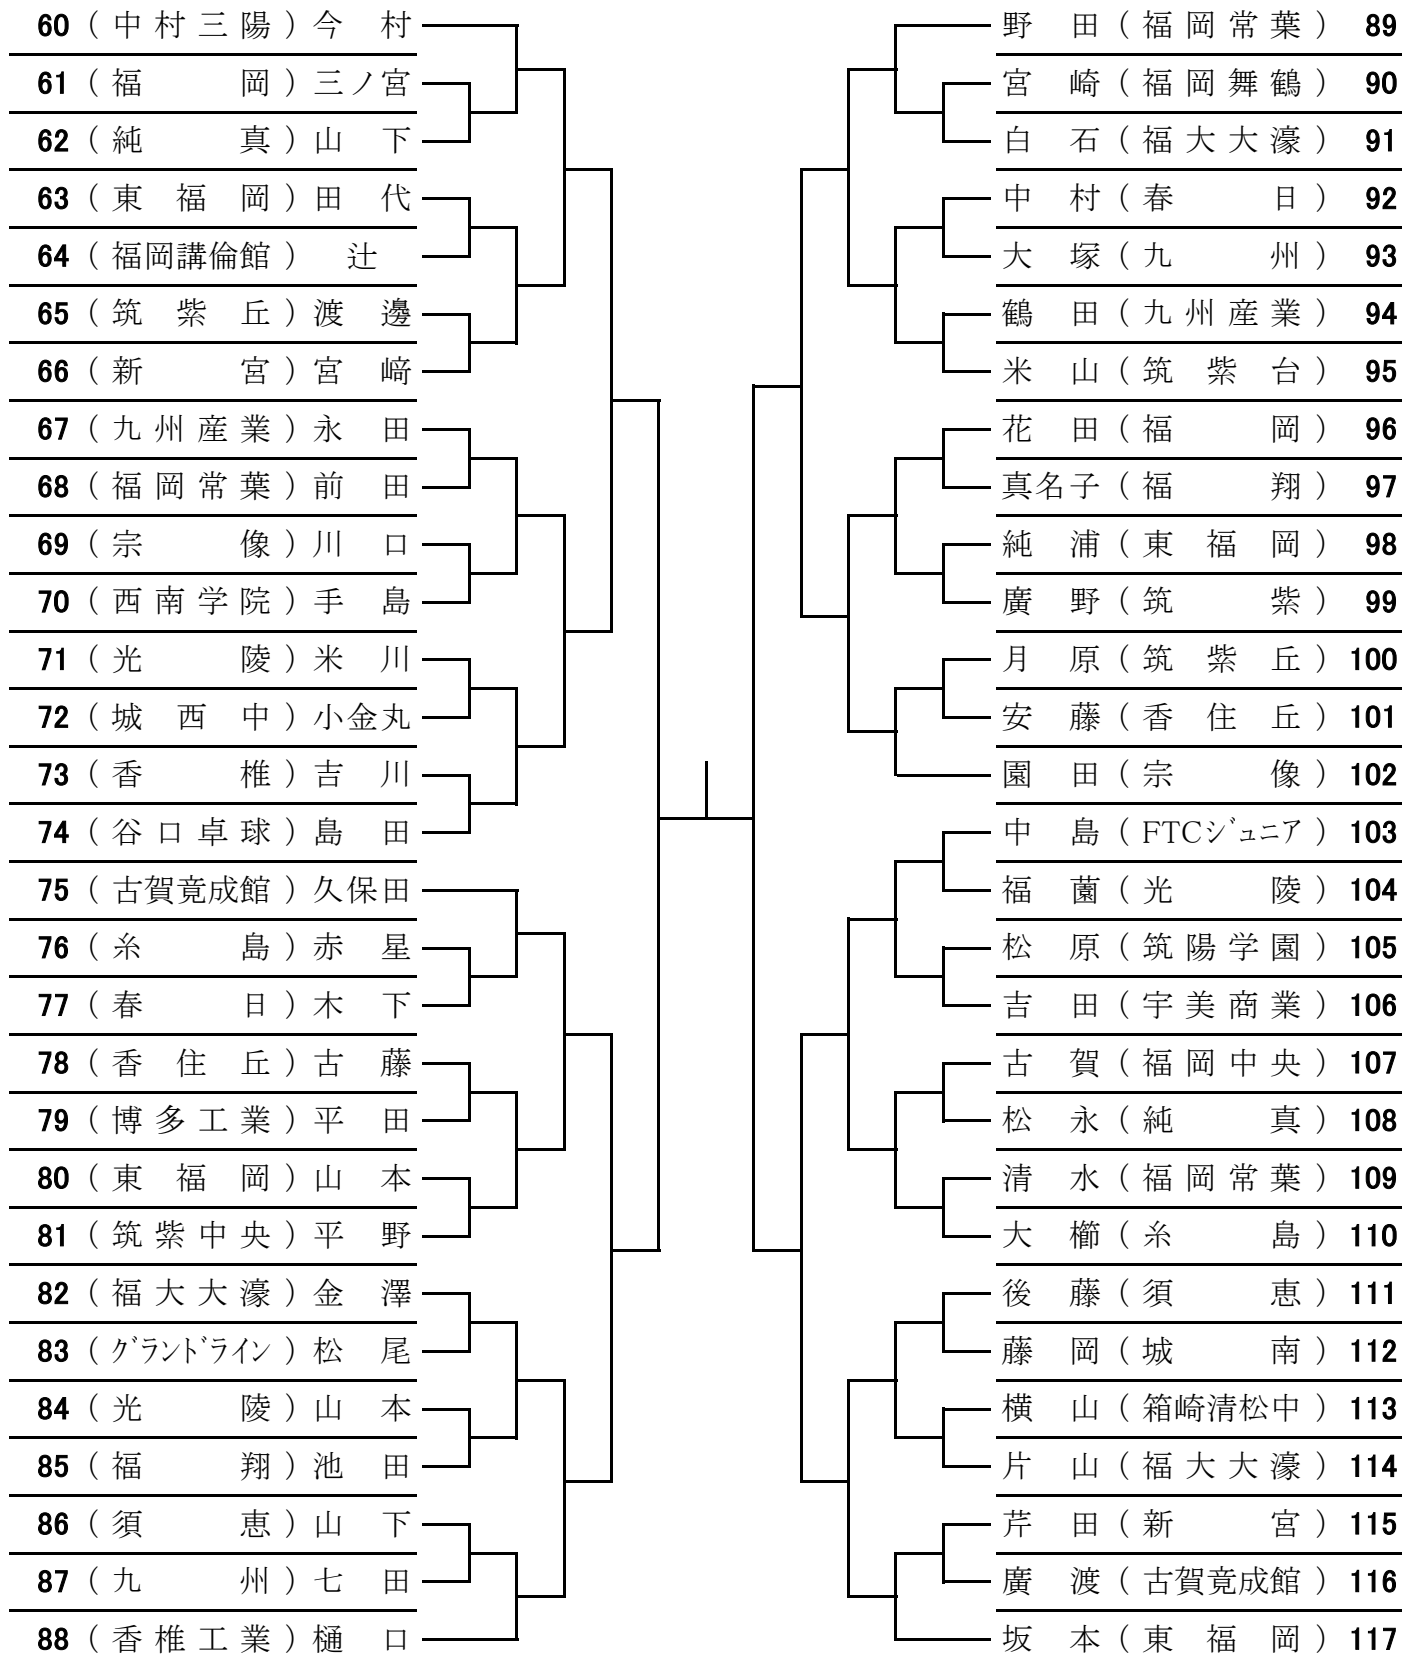 60 （ 中 村 三 陽 ） 今 村
61 （ 福 岡 ） 三ノ宮
62 （ 純 真 ） 山 下
63 （ 東 福 岡 ） 田 代
64 （ 福岡講倫館 ） 辻
65 （ 筑 紫 丘 ） 渡 邊
66 （ 新 宮 ） 宮 﨑
67 （ 九 州 産 業 ） 永 田
68 （ 福 岡 常 葉 ） 前 田
69 （ 宗 像 ） 川 口
70 （ 西 南 学 院 ） 手 島
71 （ 光 陵 ） 米 川
72 （ 城 西 中 ） 小金丸
73 （ 香 椎 ） 吉 川
74 （ 谷 口 卓 球 ） 島 田
75 （ 古賀竟成館 ） 久保田
76 （ 糸 島 ） 赤 星
77 （ 春 日 ） 木 下
78 （ 香 住 丘 ） 古 藤
79 （ 博 多 工 業 ） 平 田
80 （ 東 福 岡 ） 山 本
81 （ 筑 紫 中 央 ） 平 野
82 （ 福 大 大 濠 ） 金 澤
83 （ ｸﾞﾗﾝﾄﾞﾗｲﾝ ） 松 尾
84 （ 光 陵 ） 山 本
85 （ 福 翔 ） 池 田
86 （ 須 恵 ） 山 下
87 （ 九 州 ） 七 田
88 （ 香 椎 工 業 ） 樋 口
野 田 （ 福 岡 常 葉 ） 89
宮 崎 （ 福 岡 舞 鶴 ） 90
白 石 （ 福 大 大 濠 ） 91
中 村 （ 春 日 ） 92
大 塚 （ 九 州 ） 93
鶴 田 （ 九 州 産 業 ） 94
米 山 （ 筑 紫 台 ） 95
花 田 （ 福 岡 ） 96
真名子 （ 福 翔 ） 97
純 浦 （ 東 福 岡 ） 98
廣 野 （ 筑 紫 ） 99
月 原 （ 筑 紫 丘 ） 100
安 藤 （ 香 住 丘 ） 101
園 田 （ 宗 像 ） 102
中 島 （ FTCｼﾞｭﾆｱ ） 103
福 薗 （ 光 陵 ） 104
松 原 （ 筑 陽 学 園 ） 105
吉 田 （ 宇 美 商 業 ） 106
古 賀 （ 福 岡 中 央 ） 107
松 永 （ 純 真 ） 108
清 水 （ 福 岡 常 葉 ） 109
大 櫛 （ 糸 島 ） 110
後 藤 （ 須 恵 ） 111
藤 岡 （ 城 南 ） 112
横 山 （ 箱崎清松中 ） 113
片 山 （ 福 大 大 濠 ） 114
芹 田 （ 新 宮 ） 115
廣 渡 （ 古賀竟成館 ） 116
坂 本 （ 東 福 岡 ） 117